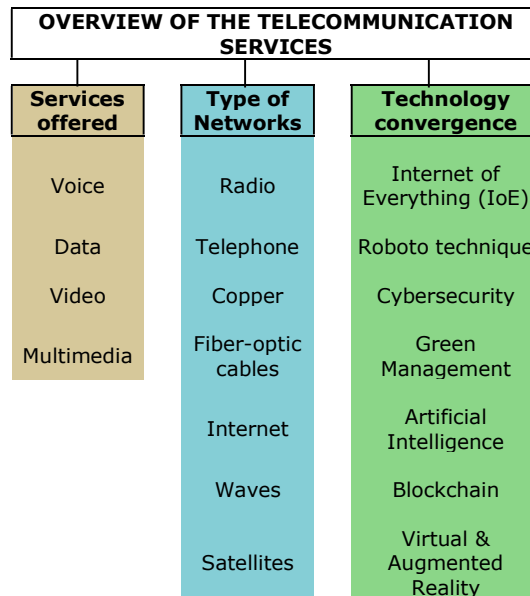 OVERVIEW OF THE TELECOMMUNICATION
SERVICES
Services
offered
Voice
Data
Video
Multimedia
Type of
Networks
Radio
Telephone
Copper
Fiber-optic
cables
Internet
Waves
Satellites
Technology
convergence
Internet of
Everything (IoE)
Roboto technique
Cybersecurity
Green
Management
Artificial
Intelligence
Blockchain
Virtual &
Augmented
Reality